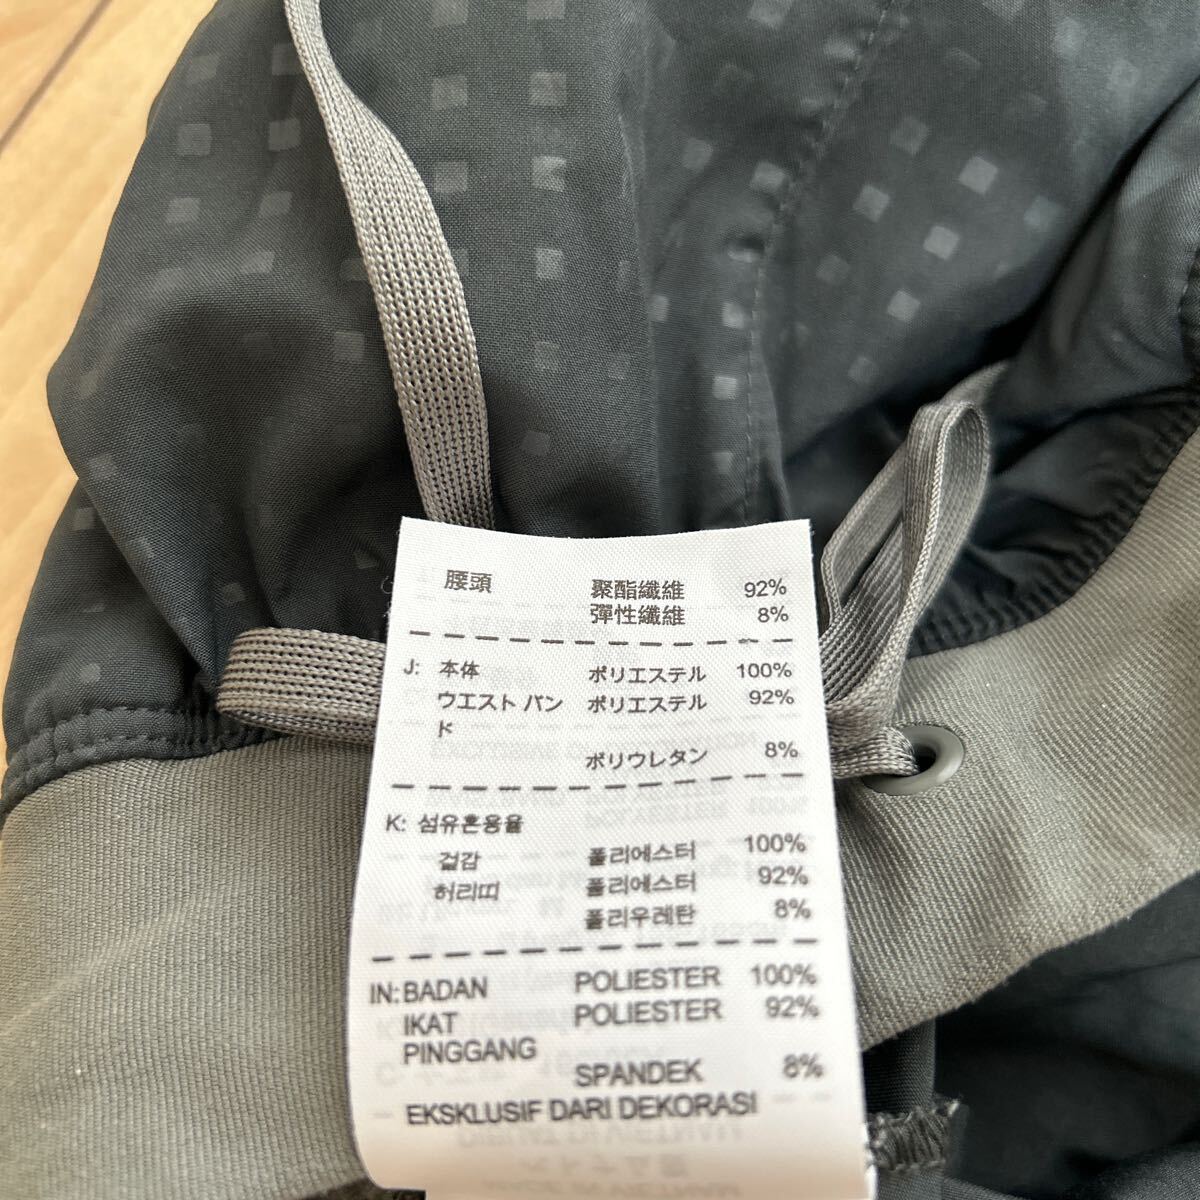 腰頭 聚酯纖維 92%
彈性纖維 8%
J: 本体 ポリエステル 100%
ウエスト バン ポリエステル 92%
ド
ポリウレタン 8%
K: 섬유혼용율
겉감 폴리에스터 100%
허리띠 폴리에스터 92%
폴리우레탄 8%
IN: BADAN POLIESTER 100%
IKAT POLIESTER 92%
PINGGANG
SPANDEK 8%
EKSKLUSIF DARI DEKORASI